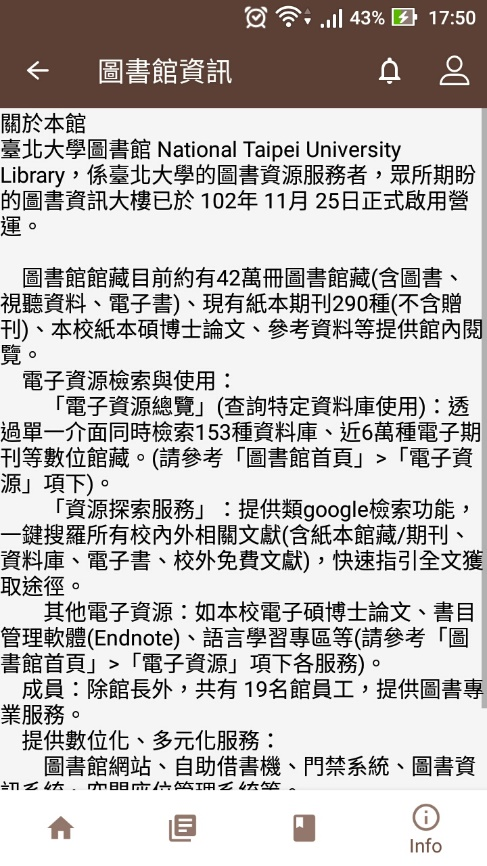 43% 17:50
圖書館資訊
關於本館
臺北大學圖書館 National Taipei University
Library，係臺北大學的圖書資源服務者，眾所期盼
的圖書資訊大樓已於 102年 11月 25日正式啟用營
運。
圖書館館藏目前約有42萬冊圖書館藏(含圖書、
視聽資料、電子書)、現有紙本期刊290種(不含贈
刊)、本校紙本碩博士論文、參考資料等提供館內閱
覽。
電子資源檢索與使用：
「電子資源總覽」(查詢特定資料庫使用)：透
過單一介面同時檢索153種資料庫、近6萬種電子期
刊等數位館藏。(請參考「圖書館首頁」>「電子資
源」項下)。
「資源探索服務」：提供類google檢索功能，
一鍵搜羅所有校內外相關文獻(含紙本館藏/期刊、
資料庫、電子書、校外免費文獻)，快速指引全文獲
取途徑。
其他電子資源：如本校電子碩博士論文、書目
管理軟體(Endnote)、語言學習專區等(請參考「圖
書館首頁」>「電子資源」項下各服務)。
成員：除館長外，共有 19名館員工，提供圖書專
業服務。
提供數位化、多元化服務：
圖書館網站、自助借書機、門禁系統、圖書資
訊系統、空間座位管理系統等。
Info